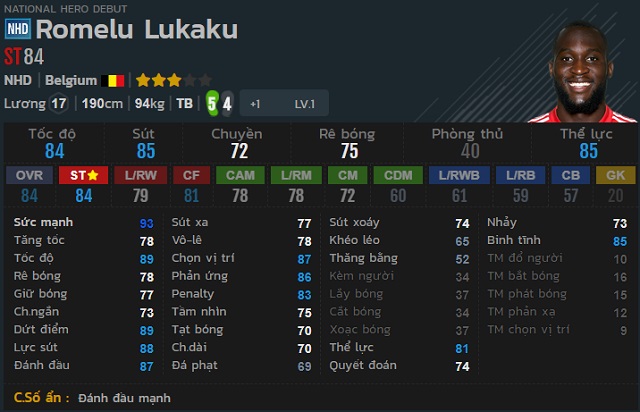 NATIONAL HERO DEBUT
NHD Romelu Lukaku
ST 84
NHD Belgium
Lương 17 190cm 94kg TB 5 4 +1 LV.1
Tốc độ Sút Chuyền Rê bóng Phòng thủ Thể lực
84 85 72 75 40 85
OVR ST L/RW CF CAM L/RM CM CDM L/RWB L/RB CB GK
84 84 79 81 78 78 72 60 61 59 57 20
Sức mạnh 93 Sút xa 77 Sút xoáy 74 Nhảy 73
Tăng tốc 78 Vô-lê 78 Khéo léo 65 Bình tĩnh 85
Tốc độ 89 Chọn vị trí 87 Thăng bằng 52 TM đổ người 10
Rê bóng 78 Phản ứng 86 Kèm người 34 TM bắt bóng 16
Giữ bóng 77 Penalty 83 Lấy bóng 37 TM phát bóng 15
Ch.ngắn 73 Tầm nhìn 75 Cắt bóng 34 TM phản xạ 12
Dứt điểm 89 Tạt bóng 70 Xoạc bóng 37 TM chọn vị trí 9
Lực sút 88 Ch.dài 70 Thể lực 81
Đánh đầu 87 Đá phạt 69 Quyết đoán 74
C.Số ẩn : Đánh đầu mạnh